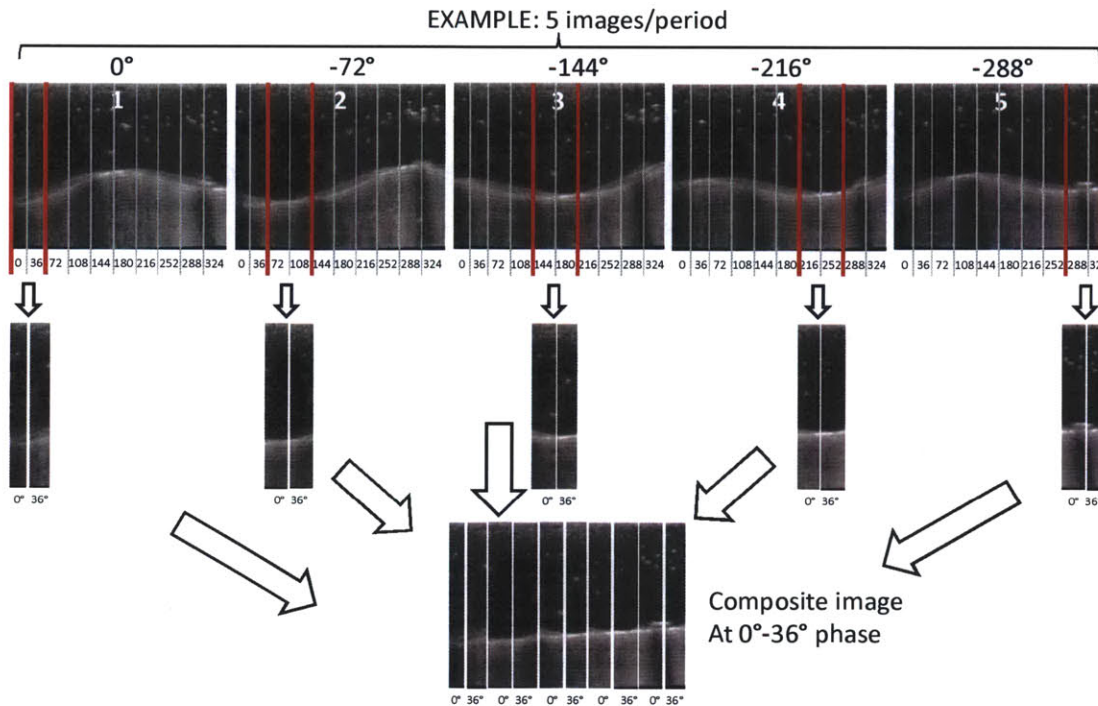 EXAMPLE: 5 images/period
0° -72° -144° -216° -288°
1 2 3 4 5
0 36 72 108 144 180 216 252 288 324 0 36 72 108 144 180 216 252 288 324 0 36 72 108 144 180 216 252 288 324 0 36 72 108 144 180 216 252 288 324 0 36 72 108 144 180 216 252 288
0° 36° 0° 36° 0° 36° 0° 36° 0° 36
Composite image
At 0°-36° phase
0° 36° 0° 36° 0° 36° 0° 36° 0° 36°